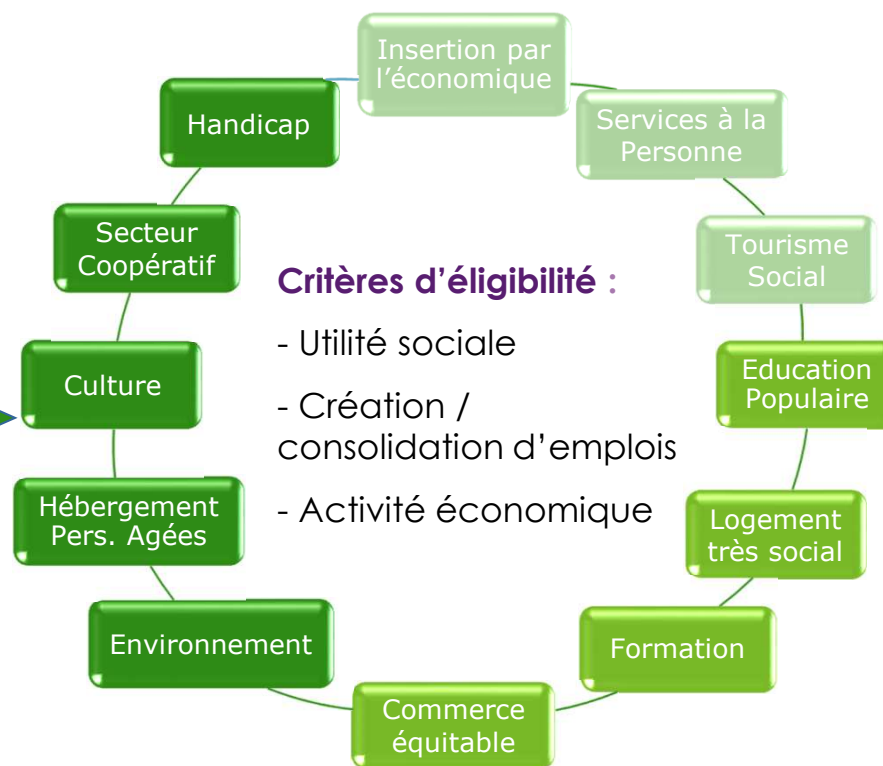 Insertion par
l'économique
Services à la
Personne
Tourisme
Social
Education
Populaire
Logement
très social
Formation
Commerce
équitable
Environnement
Hébergement
Pers. Agées
Culture
Secteur
Coopératif
Handicap
Critères d'éligibilité :
- Utilité sociale
- Création /
consolidation d'emplois
- Activité économique